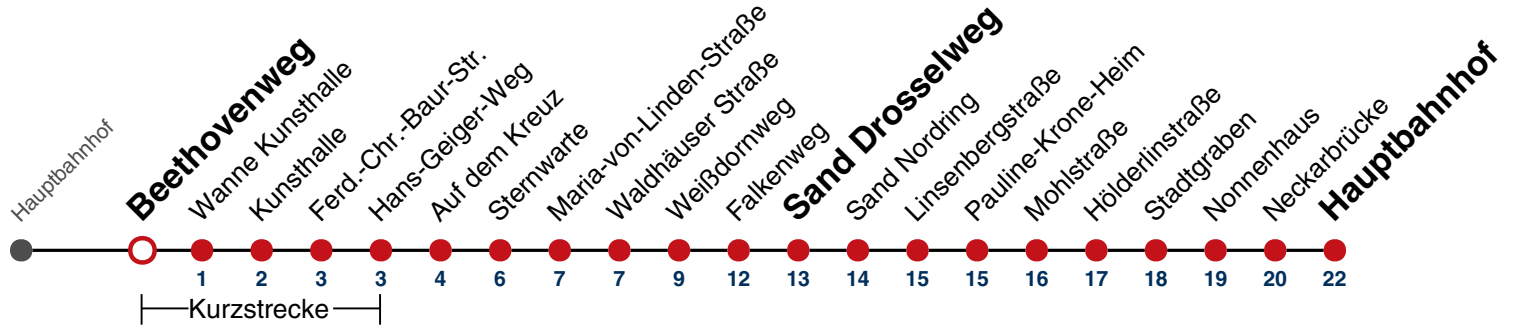 Hauptbahnhof
Beethovenweg
Wanne Kunsthalle
Kunsthalle
Ferd.-Chr.-Baur-Str.
Hans-Geiger-Weg
Auf dem Kreuz
Sternwarte
Maria-von-Linden-Straße
Waldhäuser Straße
Weißdornweg
Falkenweg
Sand Drosselweg
Sand Nordring
Linsenbergstraße
Pauline-Krone-Heim
Mohlstraße
Hölderlinstraße
Stadtgraben
Nonnenhaus
Neckarbrücke
Hauptbahnhof
1 2 3 3 4 6 7 7 9 12 13 14 15 15 16 17 18 19 20 22
Kurzstrecke